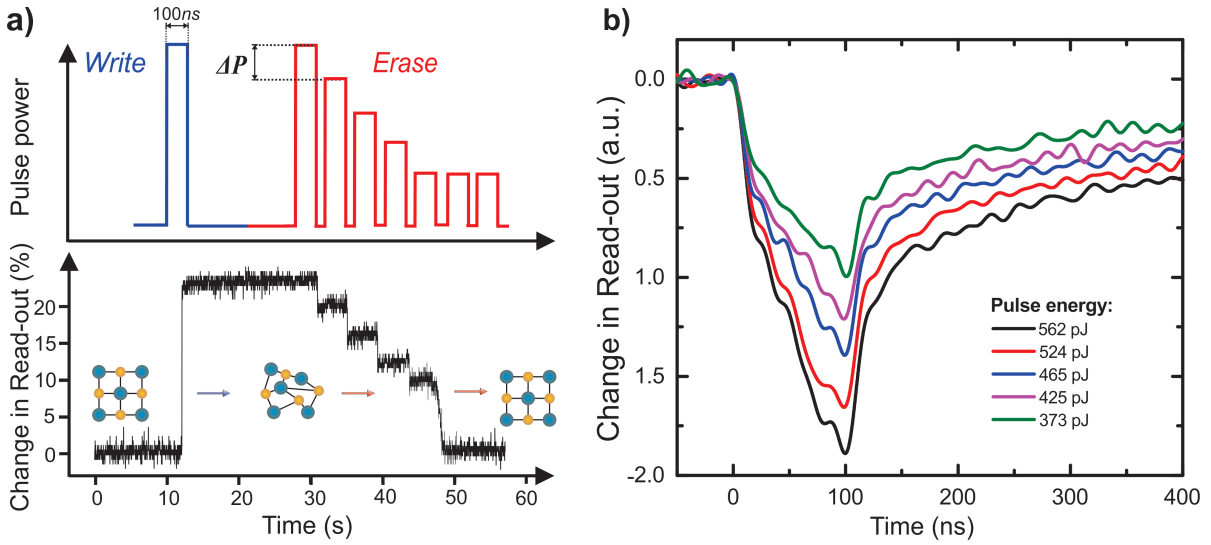 a)
100ns
Write
ΔP
Erase
Pulse power
Change in Read-out (%)
20
15
10
5
0
0 10 20 30 40 50 60
Time (s)
b)
Change in Read-out (a.u.)
0.0
0.5
1.0
1.5
-2.0
0 100 200 300 400
Time (ns)
Pulse energy:
562 pJ
524 pJ
465 pJ
425 pJ
373 pJ